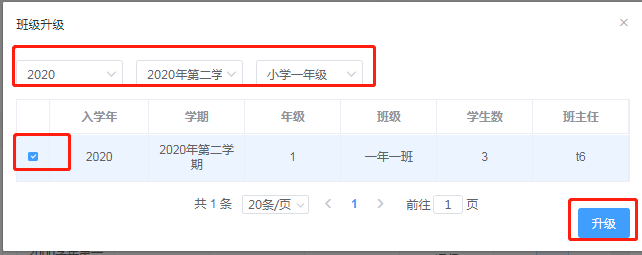 班级升级
2020 2020年第二学 小学一年级
入学年 学期 年级 班级 学生数 班主任
2020 2020年第二学期 1 一年一班 3 t6
共 1 条 20条/页 1 前往 1 页
升级